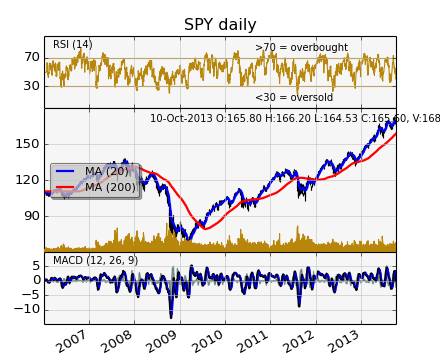 SPY daily
RSI (14)
>70 = overbought
70
30
<30 = oversold
10-Oct-2013 O:165.80 H:166.20 L:164.53 C:165.60, V:168
150
120
90
MA (20)
MA (200)
MACD (12, 26, 9)
5
0
−5
−10
2007
2008
2009
2010
2011
2012
2013